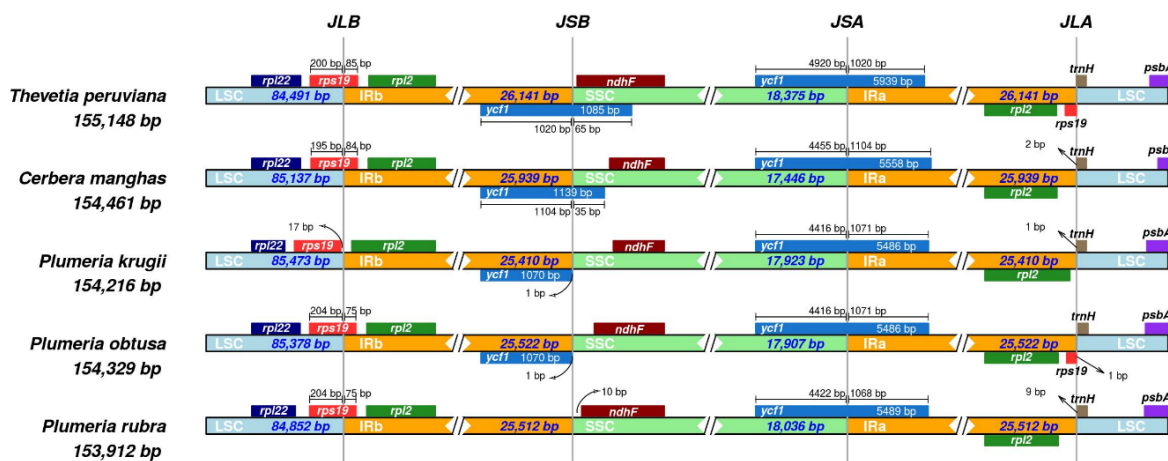 JLB JSB JSA JLA
200 bp 85 bp 4920 bp 1020 bp
rpl22 rps19 rpl2 ndhF ycf1 5939 bp trnH psbA
Thevetia peruviana LSC 84,491 bp IRb 26,141 bp SSC 18,375 bp IRa 26,141 bp LSC
155,148 bp ycf1 1085 bp rpl2 rps19
1020 bp 65 bp
195 bp 84 bp 4455 bp 1104 bp 2 bp
rpl22 rps19 rpl2 ndhF ycf1 5558 bp trnH psb
Cerbera manghas LSC 85,137 bp IRb 25,939 bp SSC 17,446 bp IRa 25,939 bp LSC
154,461 bp ycf1 1139 bp rpl2
1104 bp 35 bp
17 bp 4416 bp 1071 bp 1 bp
rpl22 rps19 rpl2 ndhF ycf1 5486 bp trnH psbA
Plumeria krugii LSC 85,473 bp IRb 25,410 bp SSC 17,923 bp IRa 25,410 bp LSC
154,216 bp ycf1 1070 bp rpl2
1 bp
204 bp 75 bp 4416 bp 1071 bp
rpl22 rps19 rpl2 ndhF ycf1 5486 bp trnH psbA
Plumeria obtusa LSC 85,378 bp IRb 25,522 bp SSC 17,907 bp IRa 25,522 bp LSC
154,329 bp ycf1 1070 bp rpl2 rps19
1 bp 1 bp
204 bp 75 bp 10 bp 4422 bp 1068 bp 9 bp
rpl22 rps19 rpl2 ndhF ycf1 5489 bp trnH psbA
Plumeria rubra LSC 84,852 bp IRb 25,512 bp SSC 18,036 bp IRa 25,512 bp LSC
153,912 bp rpl2